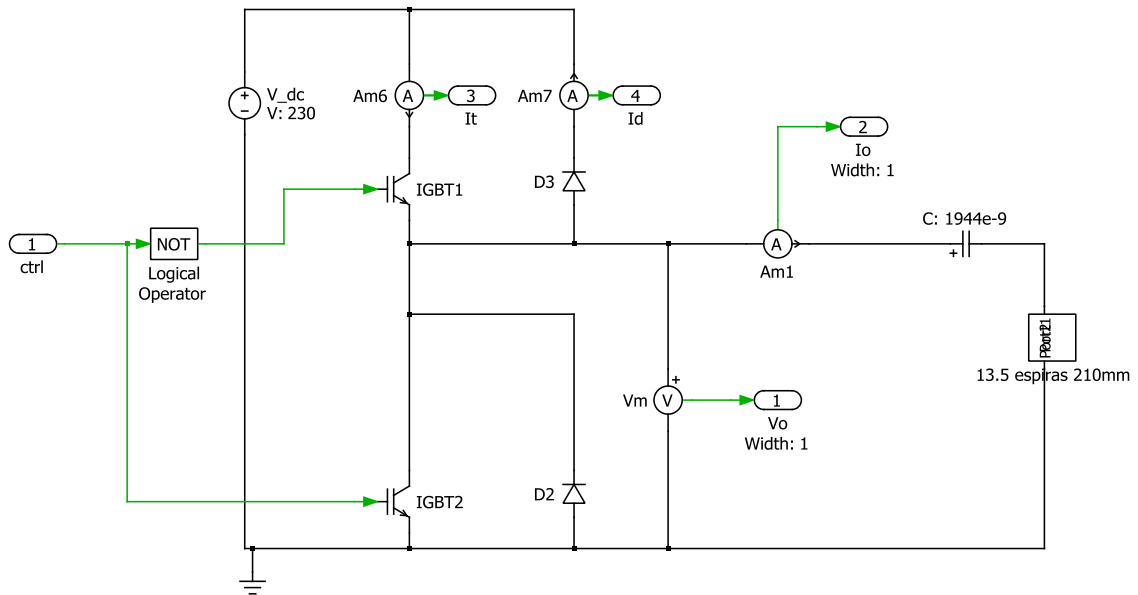 V_dc
V: 230
Am6
A
3
It
Am7
A
4
Id
2
Io
Width: 1
D3
IGBT1
1
ctrl
NOT
Logical
Operator
A
Am1
C: 1944e-9
+
13.5 espiras 210mm
+
Vm
V
1
Vo
Width: 1
IGBT2
D2